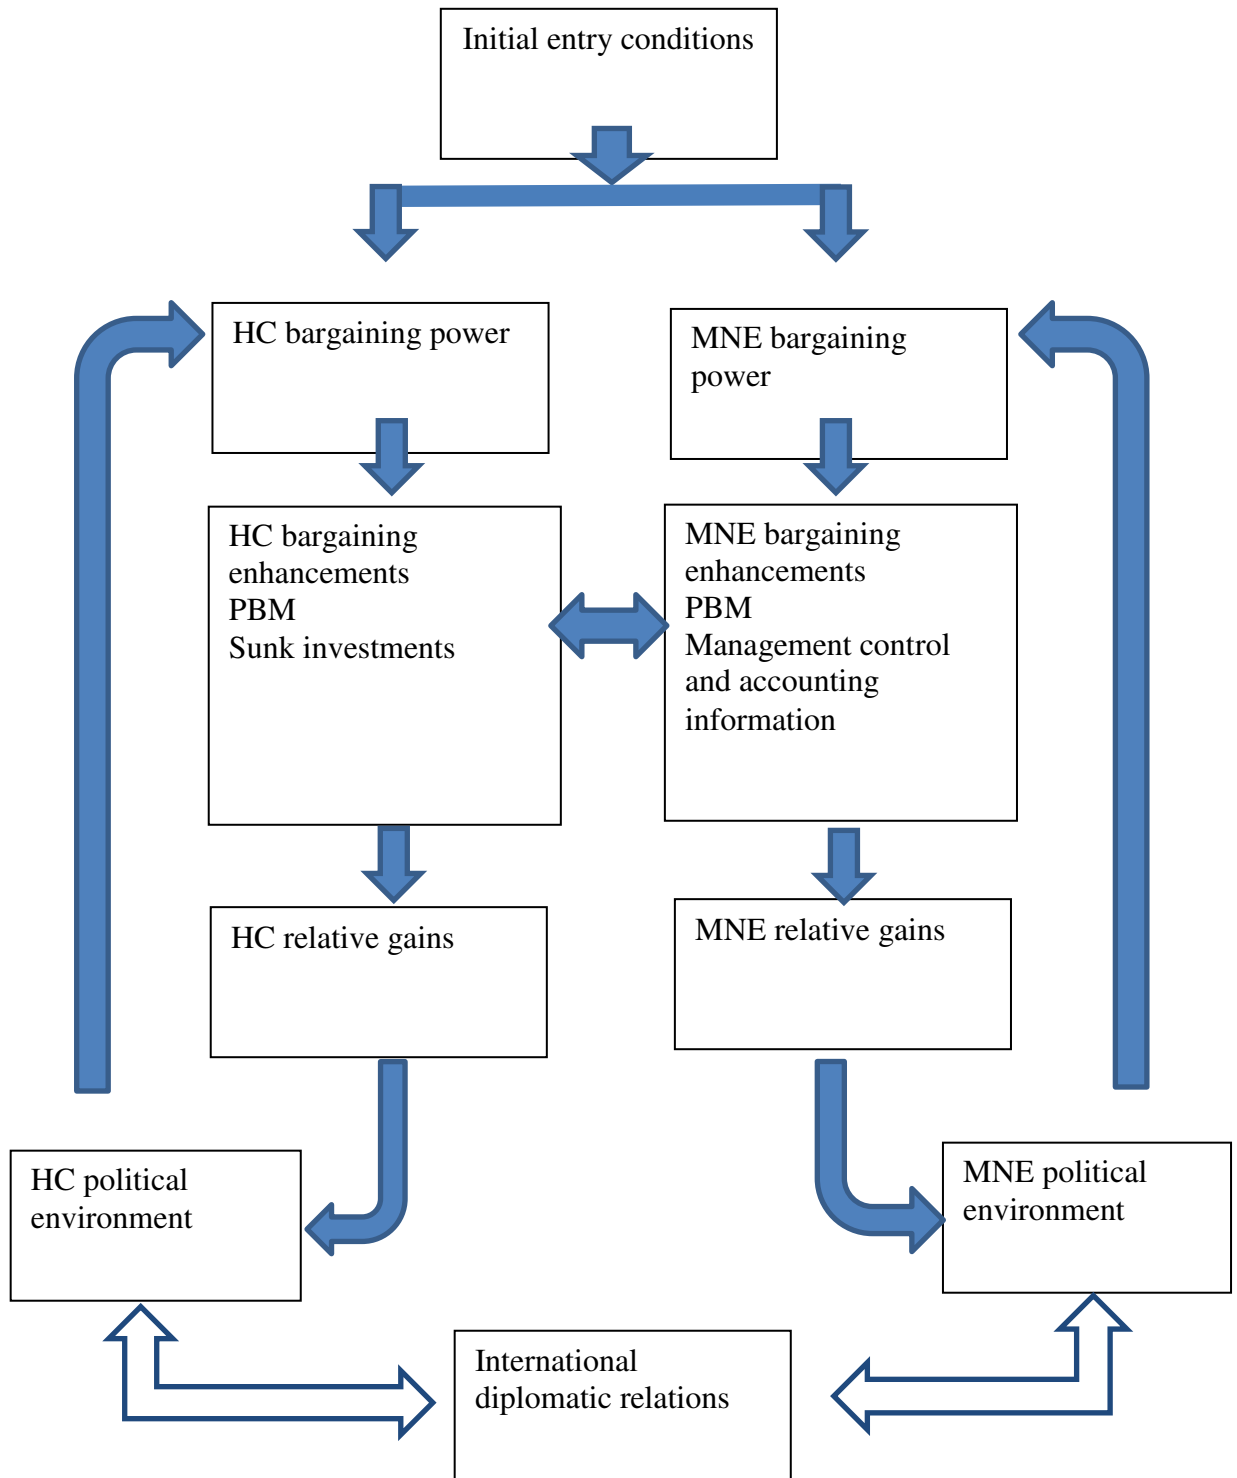 Initial entry conditions
HC bargaining power
MNE bargaining
power
HC bargaining
enhancements
PBM
Sunk investments
MNE bargaining
enhancements
PBM
Management control
and accounting
information
HC relative gains
MNE relative gains
HC political
environment
MNE political
environment
International
diplomatic relations